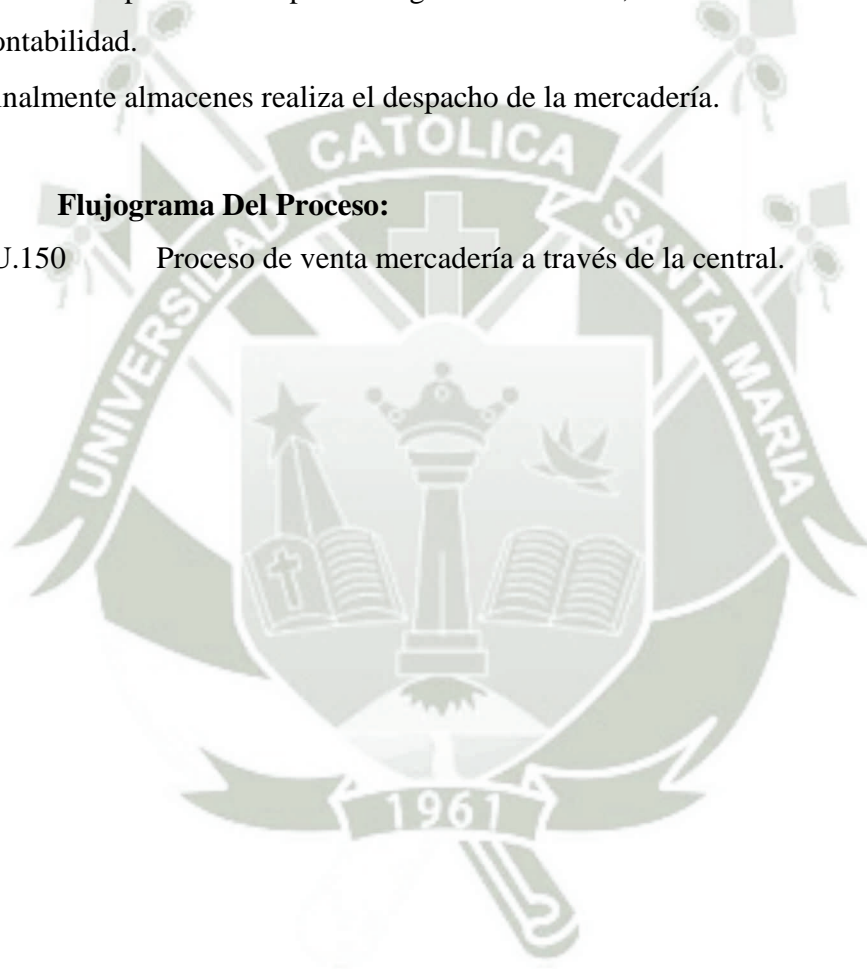 ontabilidad.
nalmente almacenes realiza el despacho de la mercadería.
Flujograma Del Proceso:
J.150 Proceso de venta mercadería a través de la central.
UNIVERSIDAD CATOLICA SANTA MARIA
1961